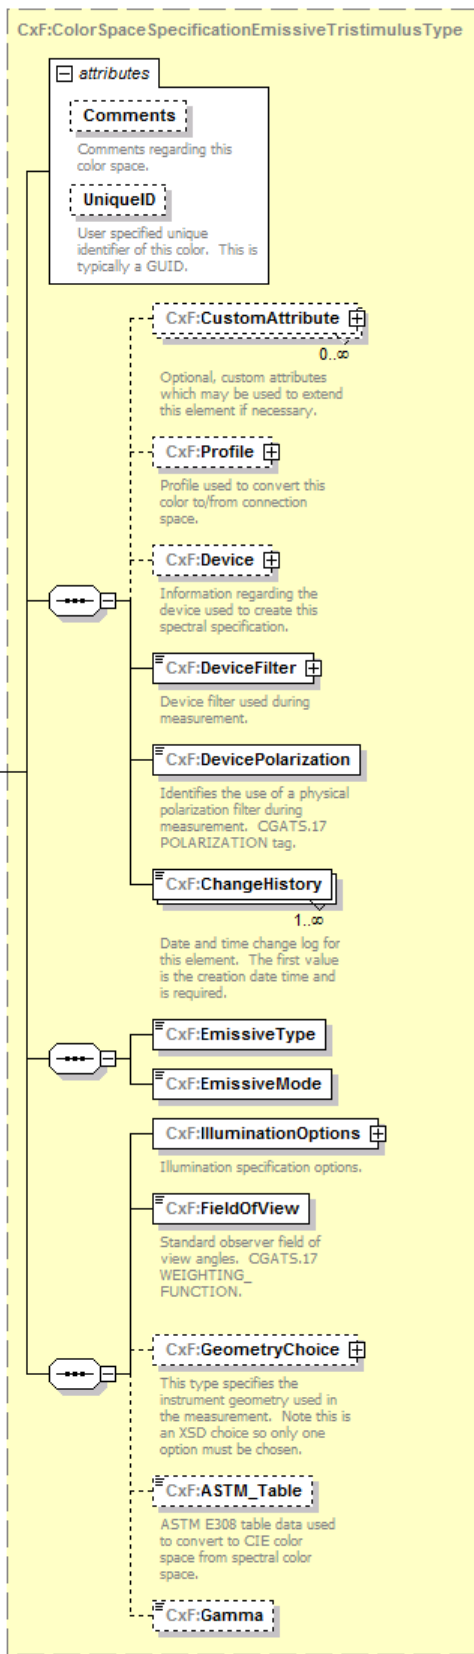 CxF:ColorSpaceSpecificationEmissiveTristimulusType
attributes
Comments
Comments regarding this
color space.
UniqueID
User specified unique
identifier of this color.  This is
typically a GUID.
CxF:CustomAttribute
0..∞
Optional, custom attributes
which may be used to extend
this element if necessary.
CxF:Profile
Profile used to convert this
color to/from connection
space.
CxF:Device
Information regarding the
device used to create this
spectral specification.
CxF:DeviceFilter
Device filter used during
measurement.
CxF:DevicePolarization
Identifies the use of a physical
polarization filter during
measurement.  CGATS.17
POLARIZATION tag.
CxF:ChangeHistory
1..∞
Date and time change log for
this element.  The first value
is the creation date time and
is required.
CxF:EmissiveType
CxF:EmissiveMode
CxF:IlluminationOptions
Illumination specification options.
CxF:FieldOfView
Standard observer field of
view angles.  CGATS.17
WEIGHTING_
FUNCTION.
CxF:GeometryChoice
This type specifies the
instrument geometry used in
the measurement.  Note this is
an XSD choice so only one
option must be chosen.
CxF:ASTM_Table
ASTM E308 table data used
to convert to CIE color
space from spectral color
space.
CxF:Gamma